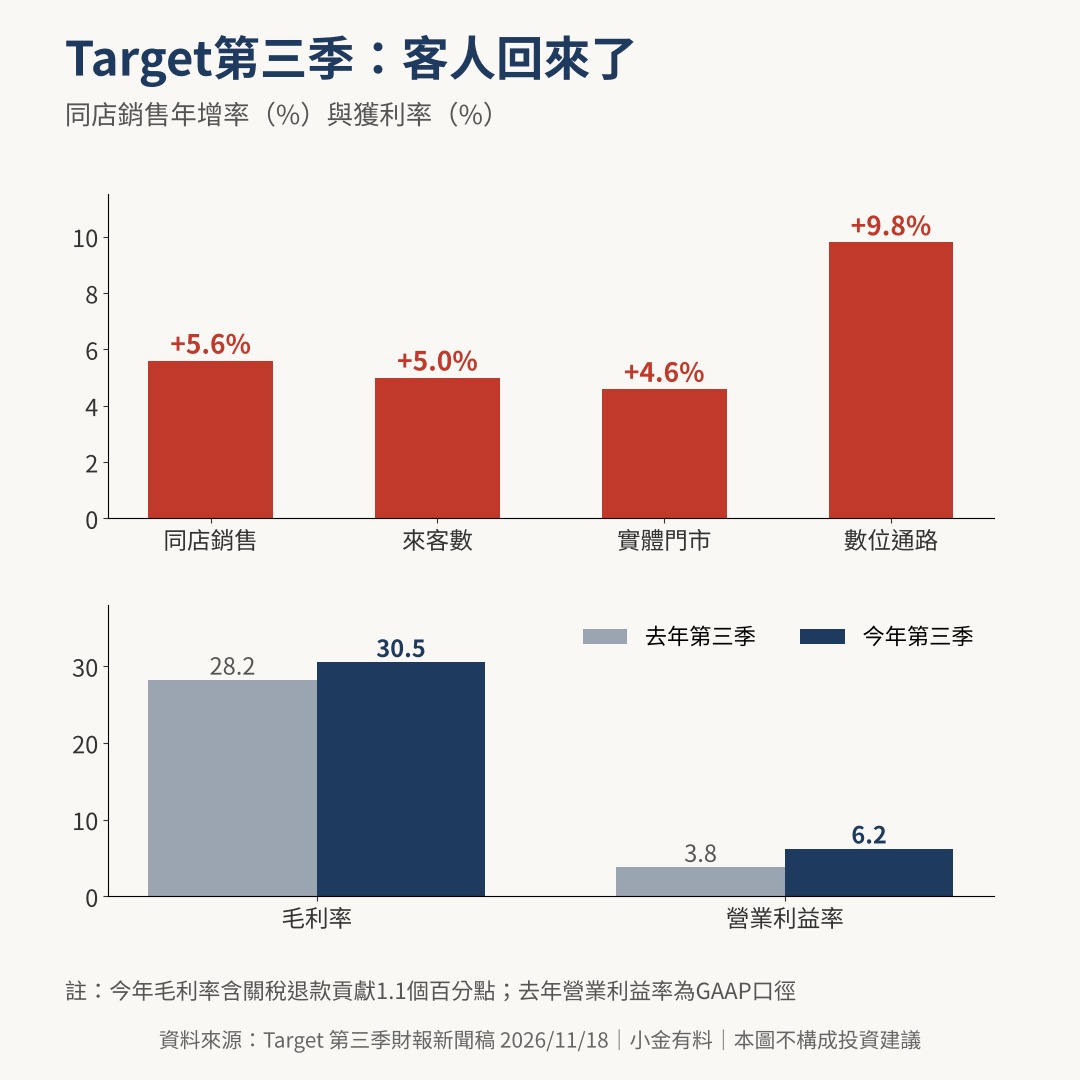 Target第三季：客人回來了
同店銷售年增率（%）與獲利率（%）
+9.8%
+5.6%
+5.0%
+4.6%
10
8
6
4
2
0
同店銷售 來客數 實體門市 數位通路
去年第三季 今年第三季
28.2 30.5
3.8 6.2
30
20
10
0
毛利率 營業利益率
註：今年毛利率含關稅退款貢獻1.1個百分點；去年營業利益率為GAAP口徑
資料來源：Target 第三季財報新聞稿 2026/11/18｜小金有料｜本圖不構成投資建議